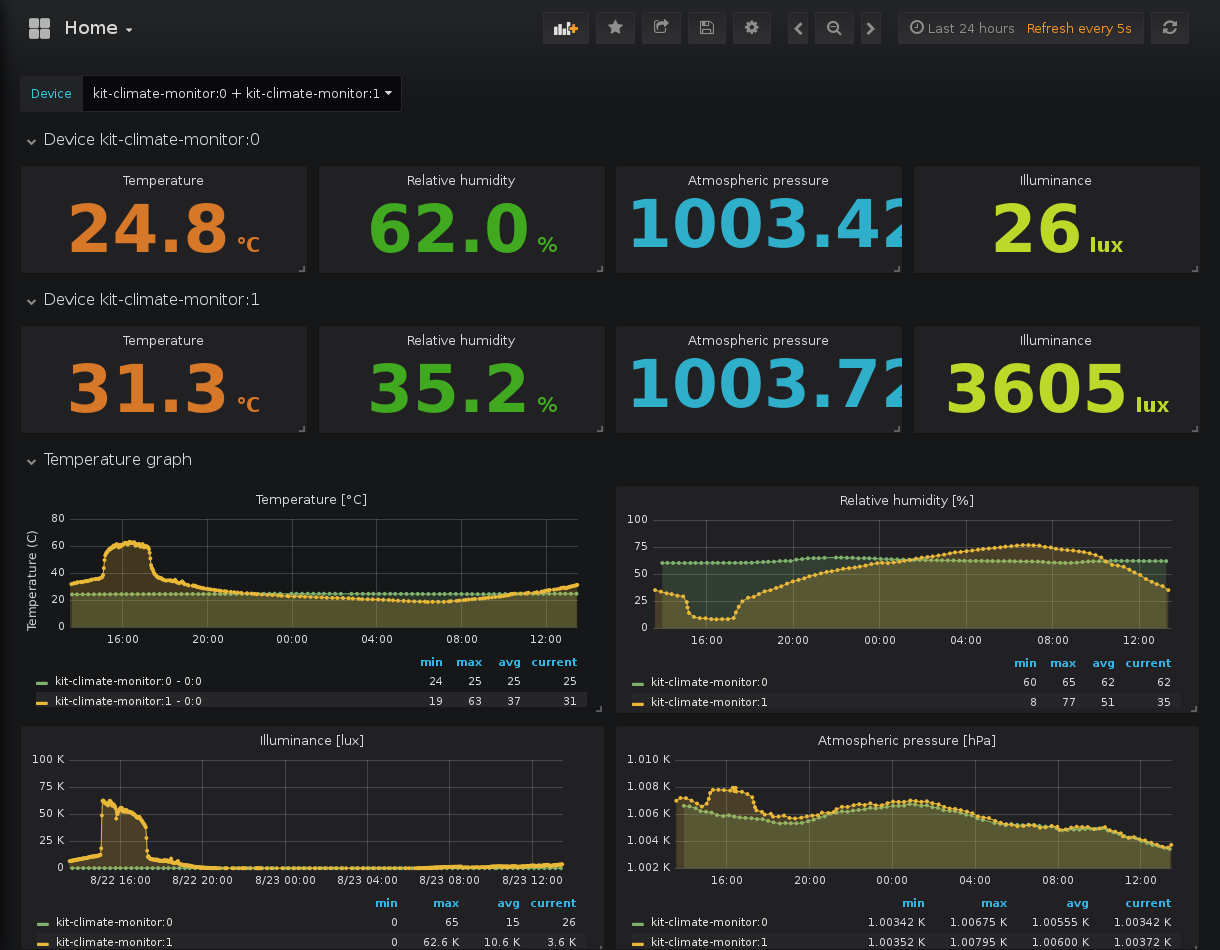 Home
Last 24 hours Refresh every 5s
Device kit-climate-monitor:0 + kit-climate-monitor:1
Device kit-climate-monitor:0
Temperature Relative humidity Atmospheric pressure Illuminance
24.8 °C 62.0 % 1003.42 26 lux
Device kit-climate-monitor:1
Temperature Relative humidity Atmospheric pressure Illuminance
31.3 °C 35.2 % 1003.72 3605 lux
Temperature graph
Temperature [°C]
Temperature (C)
80
60
40
20
0
16:00 20:00 00:00 04:00 08:00 12:00
min max avg current
kit-climate-monitor:0 - 0:0 24 25 25 25
kit-climate-monitor:1 - 0:0 19 63 37 31
Relative humidity [%]
100
75
50
25
0
16:00 20:00 00:00 04:00 08:00 12:00
min max avg current
kit-climate-monitor:0 60 65 62 62
kit-climate-monitor:1 8 77 51 35
Illuminance [lux]
100 K
75 K
50 K
25 K
0
8/22 16:00 8/22 20:00 8/23 00:00 8/23 04:00 8/23 08:00 8/23 12:00
min max avg current
kit-climate-monitor:0 0 65 15 26
kit-climate-monitor:1 0 62.6 K 10.6 K 3.6 K
Atmospheric pressure [hPa]
1.010 K
1.008 K
1.006 K
1.004 K
1.002 K
16:00 20:00 00:00 04:00 08:00 12:00
min max avg current
kit-climate-monitor:0 1.00342 K 1.00675 K 1.00555 K 1.00342 K
kit-climate-monitor:1 1.00352 K 1.00795 K 1.00600 K 1.00372 K